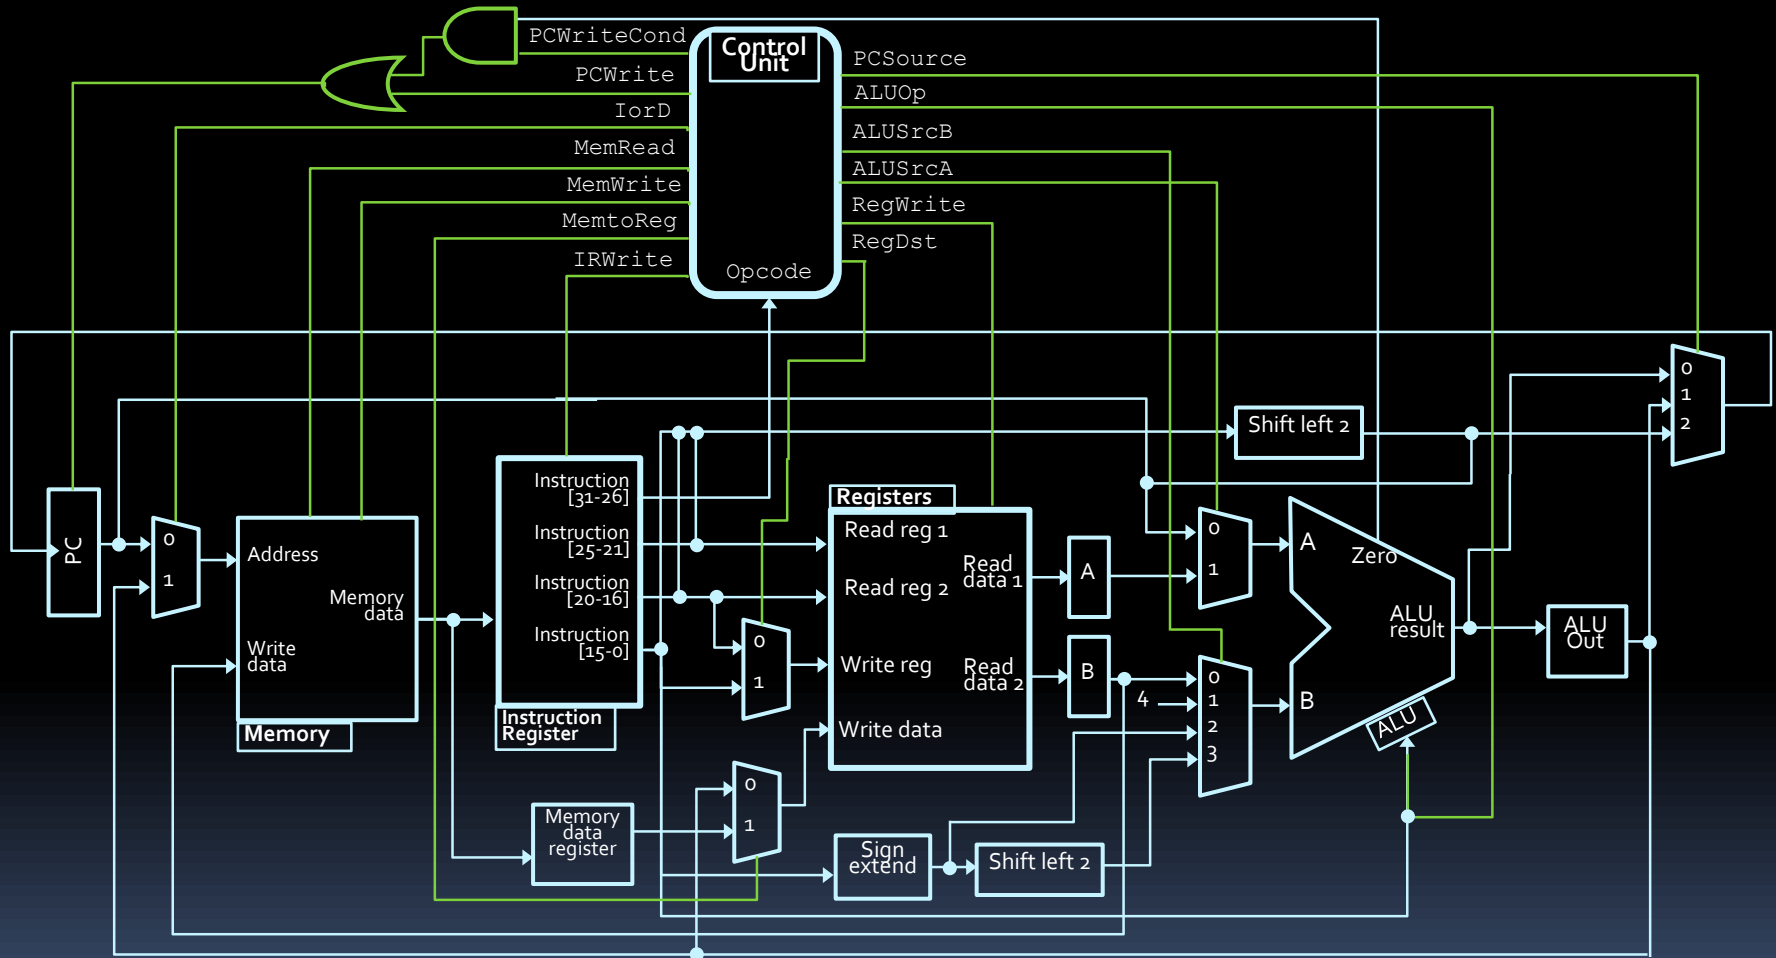 PCWriteCond
PCWrite
IorD
MemRead
MemWrite
MemtoReg
IRWrite
Control
Unit
Opcode
PCSource
ALUOp
ALUSrcB
ALUSrcA
RegWrite
RegDst
PC
0
1
Address
Memory
data
Write
data
Memory
Instruction
[31-26]
Instruction
[25-21]
Instruction
[20-16]
Instruction
[15-0]
Instruction
Register
0
1
Memory
data
register
0
1
Registers
Read reg 1
Read reg 2
Write reg
Write data
Read
data 1
Read
data 2
Sign
extend
Shift left 2
A
B
4
0
1
0
1
2
3
Shift left 2
A
B
Zero
ALU
result
ALU
ALU
Out
0
1
2